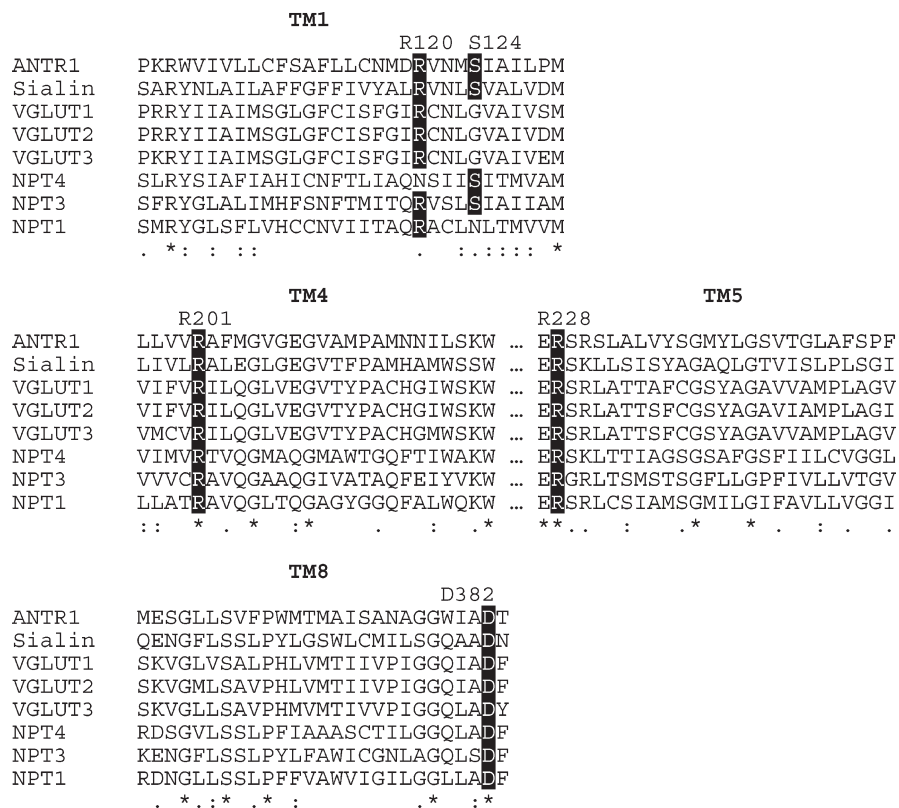 TM1
R120 S124
ANTR1 PKRWVIVLLCFSAFLLCNMDRVNMSIAILPM
Sialin SARYNLAILAFFGFFIVYALRVNLSVALVDM
VGLUT1 PRRYIIAIMSGLGFCISFGIRCNLGVAIVSM
VGLUT2 PRRYIIAIMSGLGFCISFGIRCNLGVAIVDM
VGLUT3 PKRYIIAIMSGLGFCISFGIRCNLGVAIVEM
NPT4 SLRYSIAFIAHICNFTLIAQNSIISITMVAM
NPT3 SFRYGLALIMHFSNFTMITQRVSLSIAIIAM
NPT1 SMRYGLSFLVHCCNVIITAQRACLNLTMVVM
. *: : :: . :.:::: *
TM4 TM5
R201 R228
ANTR1 LLVVRAFMGVGEGVAMPAMNNILSKW ... ERSRSLALVYSGMYLGSVTGLAFSPF
Sialin LIVLRALEGLGEGVTFPAMHAMWSSW ... ERSKLLSISYAGAQLGTVISLPLSGI
VGLUT1 VIFVRILQGLVEGVTYPACHGIWSKW ... ERSRLATTAFCGSYAGAVVAMPLAGV
VGLUT2 VIFVRILQGLVEGVTYPACHGIWSKW ... ERSRLATTSFCGSYAGAVIAMPLAGI
VGLUT3 VMCVRILQGLVEGVTYPACHGMWSKW ... ERSRLATTSFCGSYAGAVVAMPLAGV
NPT4 VIMVRTVQGMAQGMAWTGQFTIWAKW ... ERSKLTTIAGSGSAFGSFIILCVGGL
NPT3 VVVCRAVQGAAQGIVATAQFEIYVKW ... ERGRLTSMSTSGFLLGPFIVLLVTGV
NPT1 LLATRAVQGLTQGAGYGGQFALWQKW ... ERSRLCSIAMSGMILGIFAVLLVGGI
:: * . * :* . : .* **.. : * * . : . .
TM8
D382
ANTR1 MESGLLSVFPWMTMAISANAGGWIADT
Sialin QENGFLSSLPYLGSWLCMILSGQAADN
VGLUT1 SKVGLVSALPHLVMTIIVPIGGQIADF
VGLUT2 SKVGMLSAVPHLVMTIIVPIGGQIADF
VGLUT3 SKVGLLSAVPHMVMTIVVPIGGQLADY
NPT4 RDSGVLSSLPFIAAASCTILGGQLADF
NPT3 KENGFLSSLPYLFAWICGNLAGQLSDF
NPT1 RDNGLLSSLPFFVAWVIGILGGLLADF
. *.:* .* : .* :*